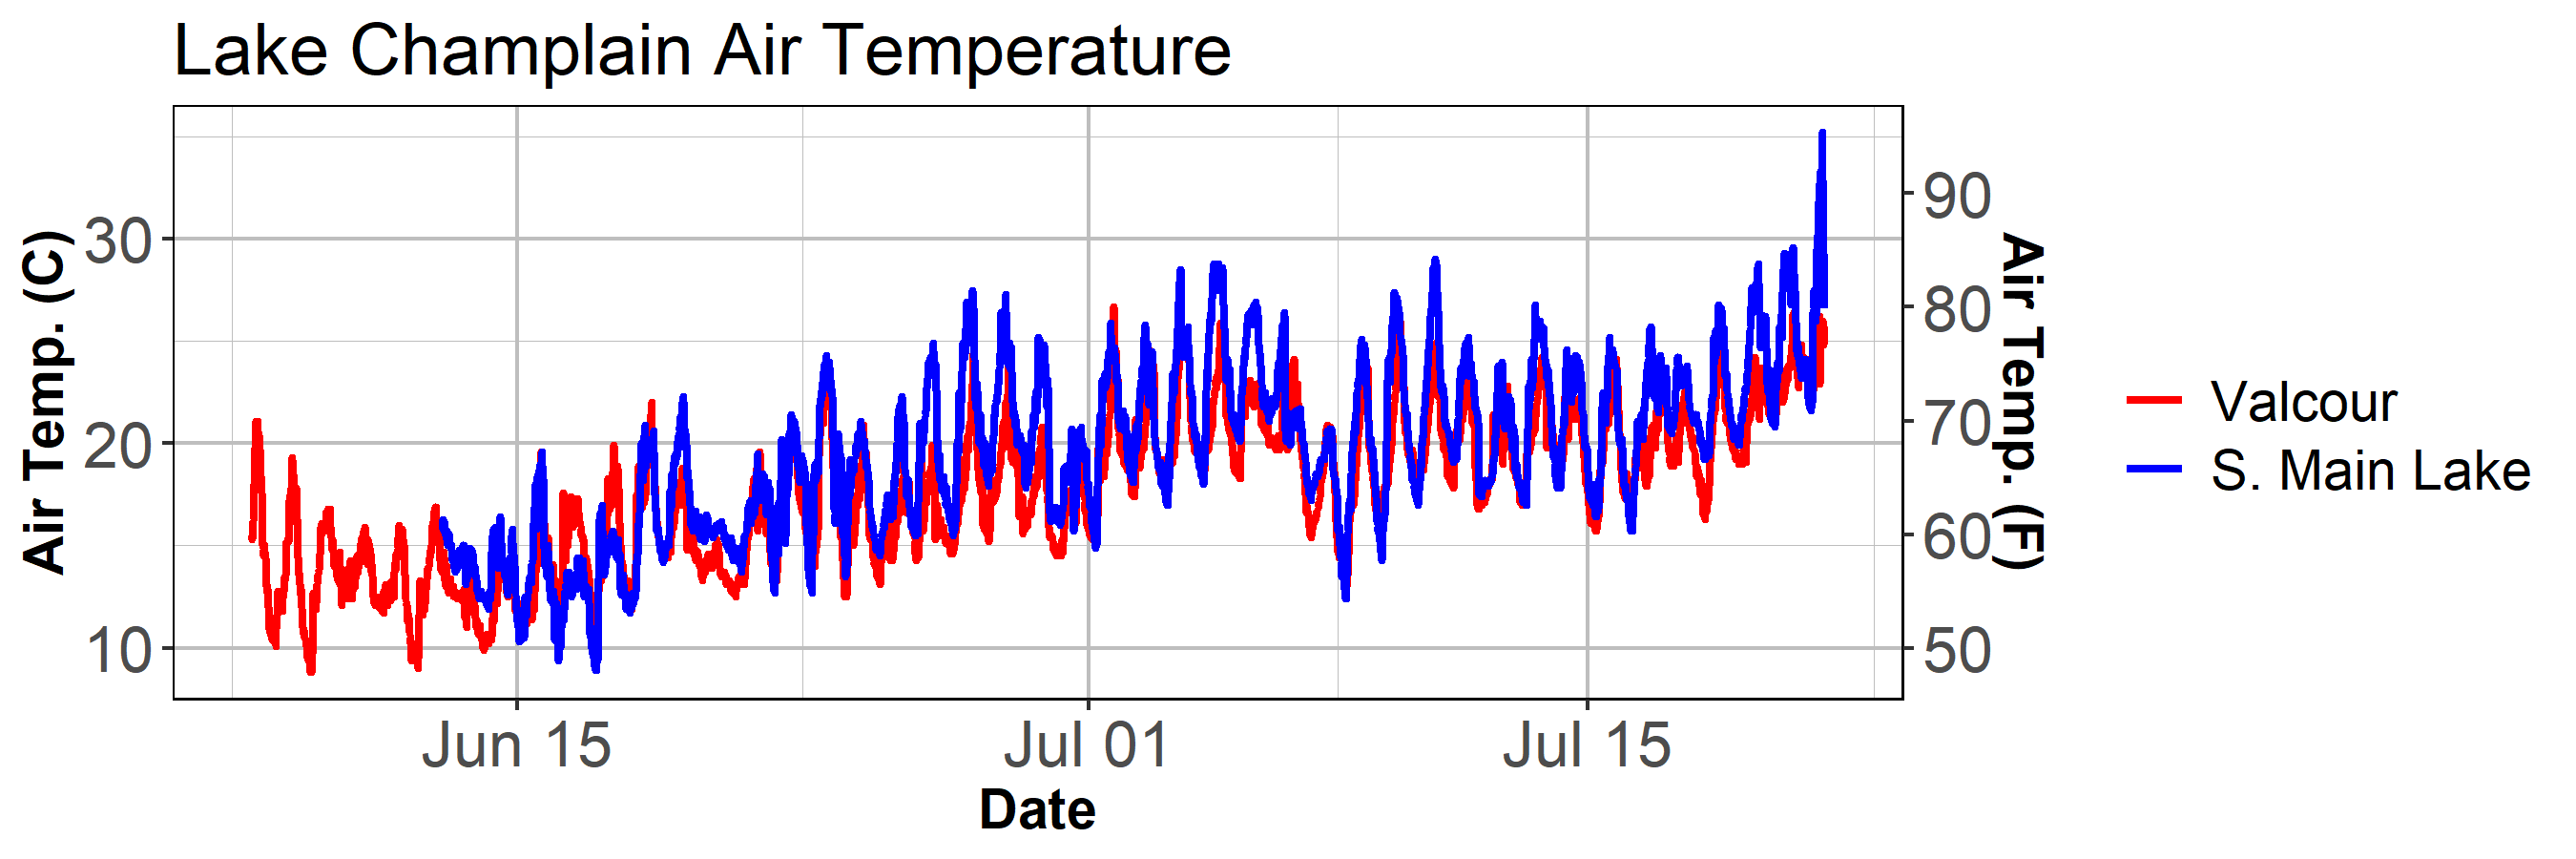 Lake Champlain Air Temperature
Air Temp. (C)
30
20
10
90
80
70
60
50
Air Temp. (F)
Jun 15
Jul 01
Jul 15
Date
Valcour
S. Main Lake